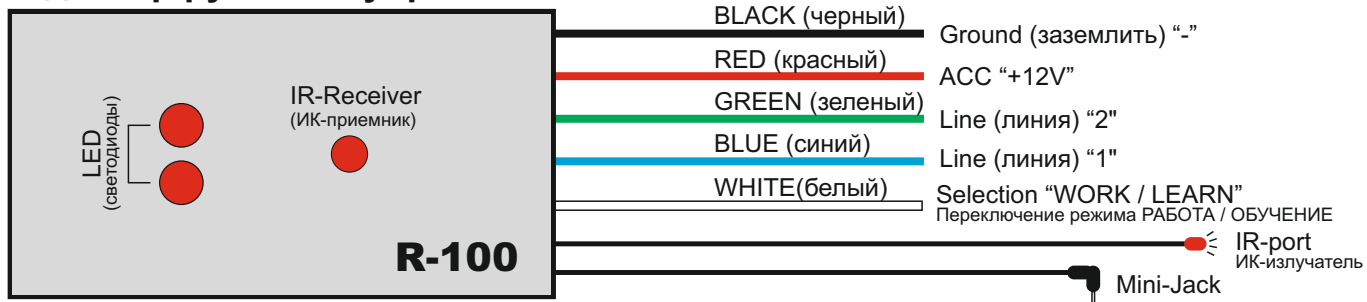 BLACK (черный)
Ground (заземлить) “-”
RED (красный)
ACC “+12V”
GREEN (зеленый)
Line (линия) “2"
BLUE (синий)
Line (линия) “1"
WHITE(белый)
Selection “WORK / LEARN”
Переключение режима РАБОТА / ОБУЧЕНИЕ
IR-port
ИК-излучатель
Mini-Jack
LED
(светодиоды)
IR-Receiver
(ИК-приемник)
R-100